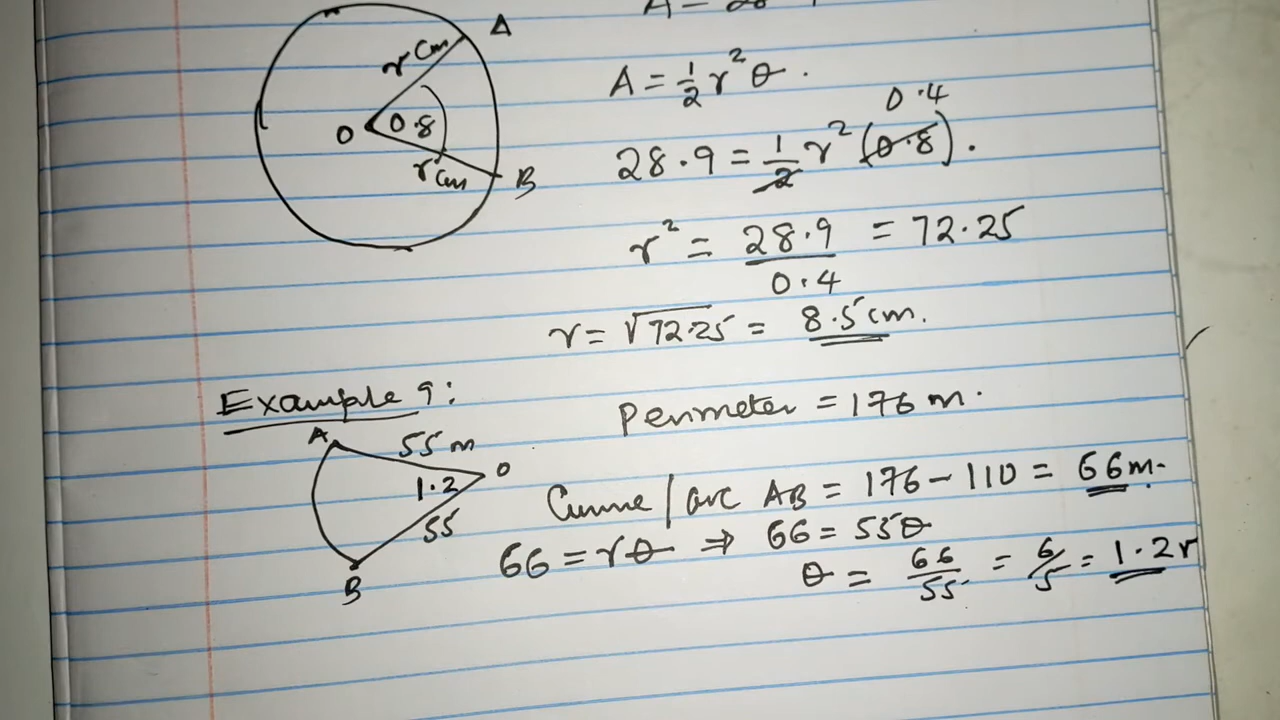 A = 28
A
r cm
A = 1/2 r² θ .
0.4
O 0.8
28.9 = 1/2 r² (0.8) .
r cm
B
r² = 28.9/0.4 = 72.25
r = √72.25 = 8.5 cm.
Example 9:
Perimeter = 176 m.
A
55 m
O
1.2
55
B
Curve / arc AB = 176 - 110 = 66 m.
66 = rθ ⇒ 66 = 55θ
θ = 66/55 = 6/5 = 1.2 r